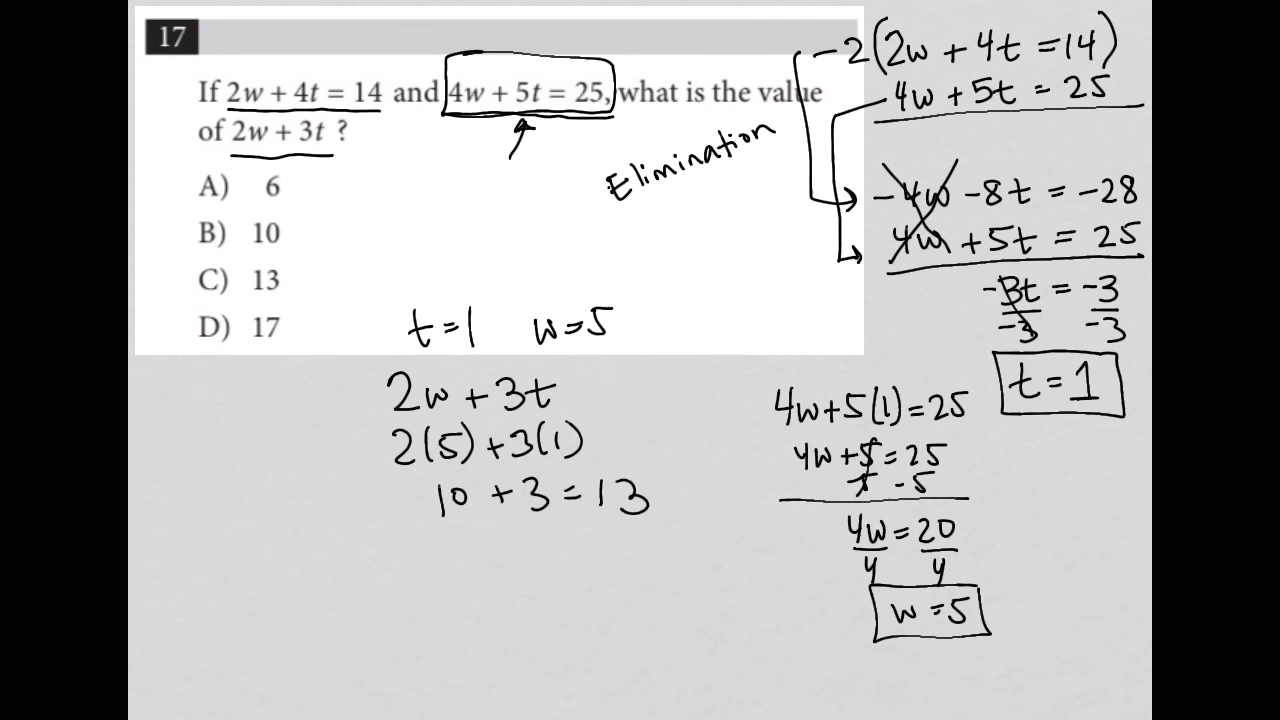 17
If 2w + 4t = 14 and 4w + 5t = 25, what is the value
of 2w + 3t ?
A) 6
B) 10
C) 13
D) 17
Elimination
-2(2w + 4t = 14)
4w + 5t = 25
-4w - 8t = -28
4w + 5t = 25
-3t = -3
-3 -3
t = 1
4w + 5(1) = 25
4w + 5 = 25
-5 -5
4w = 20
4 4
w = 5
t = 1 w = 5
2w + 3t
2(5) + 3(1)
10 + 3 = 13